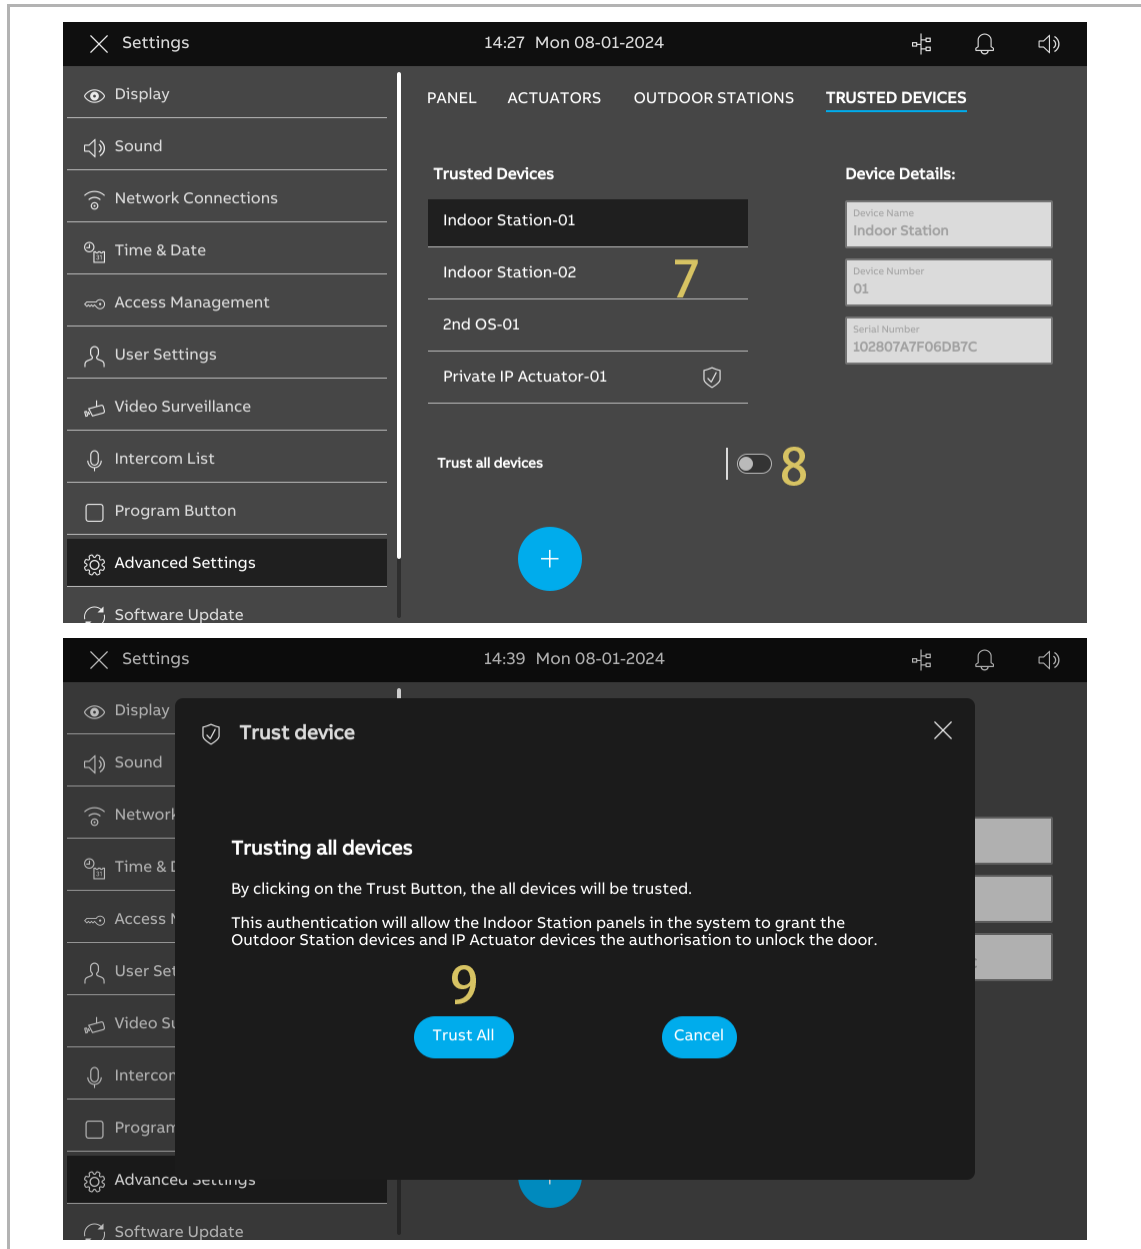 Settings
14:27 Mon 08-01-2024
Display
Sound
Network Connections
Time & Date
Access Management
User Settings
Video Surveillance
Intercom List
Program Button
Advanced Settings
Software Update
PANEL ACTUATORS OUTDOOR STATIONS TRUSTED DEVICES
Trusted Devices
Indoor Station-01
Indoor Station-02
7
2nd OS-01
Private IP Actuator-01
Trust all devices
8
+
Device Details:
Device Name
Indoor Station
Device Number
01
Serial Number
102807A7F06DB7C
Settings
14:39 Mon 08-01-2024
Display
Sound
Network
Time & D
Access M
User Set
Video Su
Intercom
Program
Advanced Settings
Software Update
Trust device
Trusting all devices
By clicking on the Trust Button, the all devices will be trusted.
This authentication will allow the Indoor Station panels in the system to grant the
Outdoor Station devices and IP Actuator devices the authorisation to unlock the door.
9
Trust All
Cancel